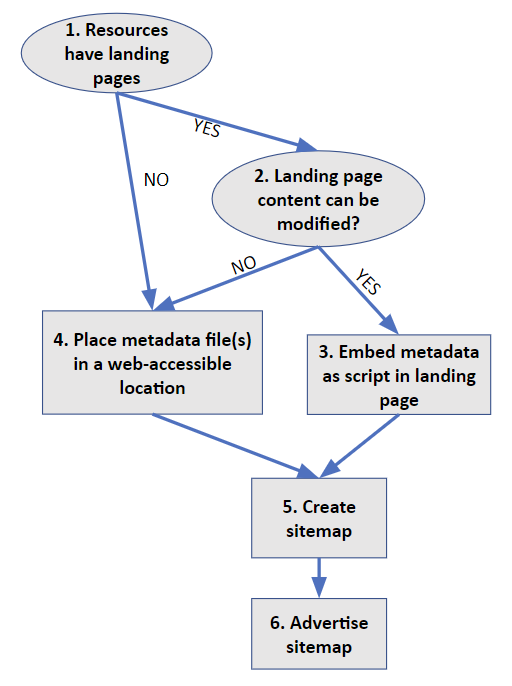 1. Resources
have landing
pages
YES
NO
2. Landing page
content can be
modified?
NO
YES
4. Place metadata file(s)
in a web-accessible
location
3. Embed metadata
as script in landing
page
5. Create
sitemap
6. Advertise
sitemap